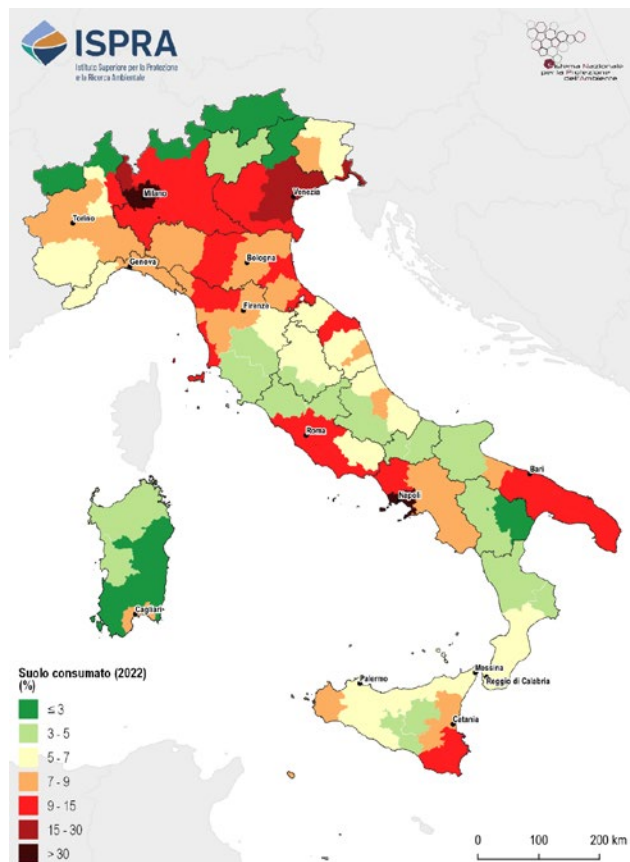 ISPRA
Istituto Superiore per la Protezione
e la Ricerca Ambientale
Sistema Nazionale
per la Protezione
dell'Ambiente
Milano
Venezia
Torino
Genova
Bologna
Firenze
Roma
Napoli
Bari
Cagliari
Palermo
Messina
Reggio di Calabria
Catania
Suolo consumato (2022)
(%)
≤ 3
3 - 5
5 - 7
7 - 9
9 - 15
15 - 30
> 30
0 100 200 km